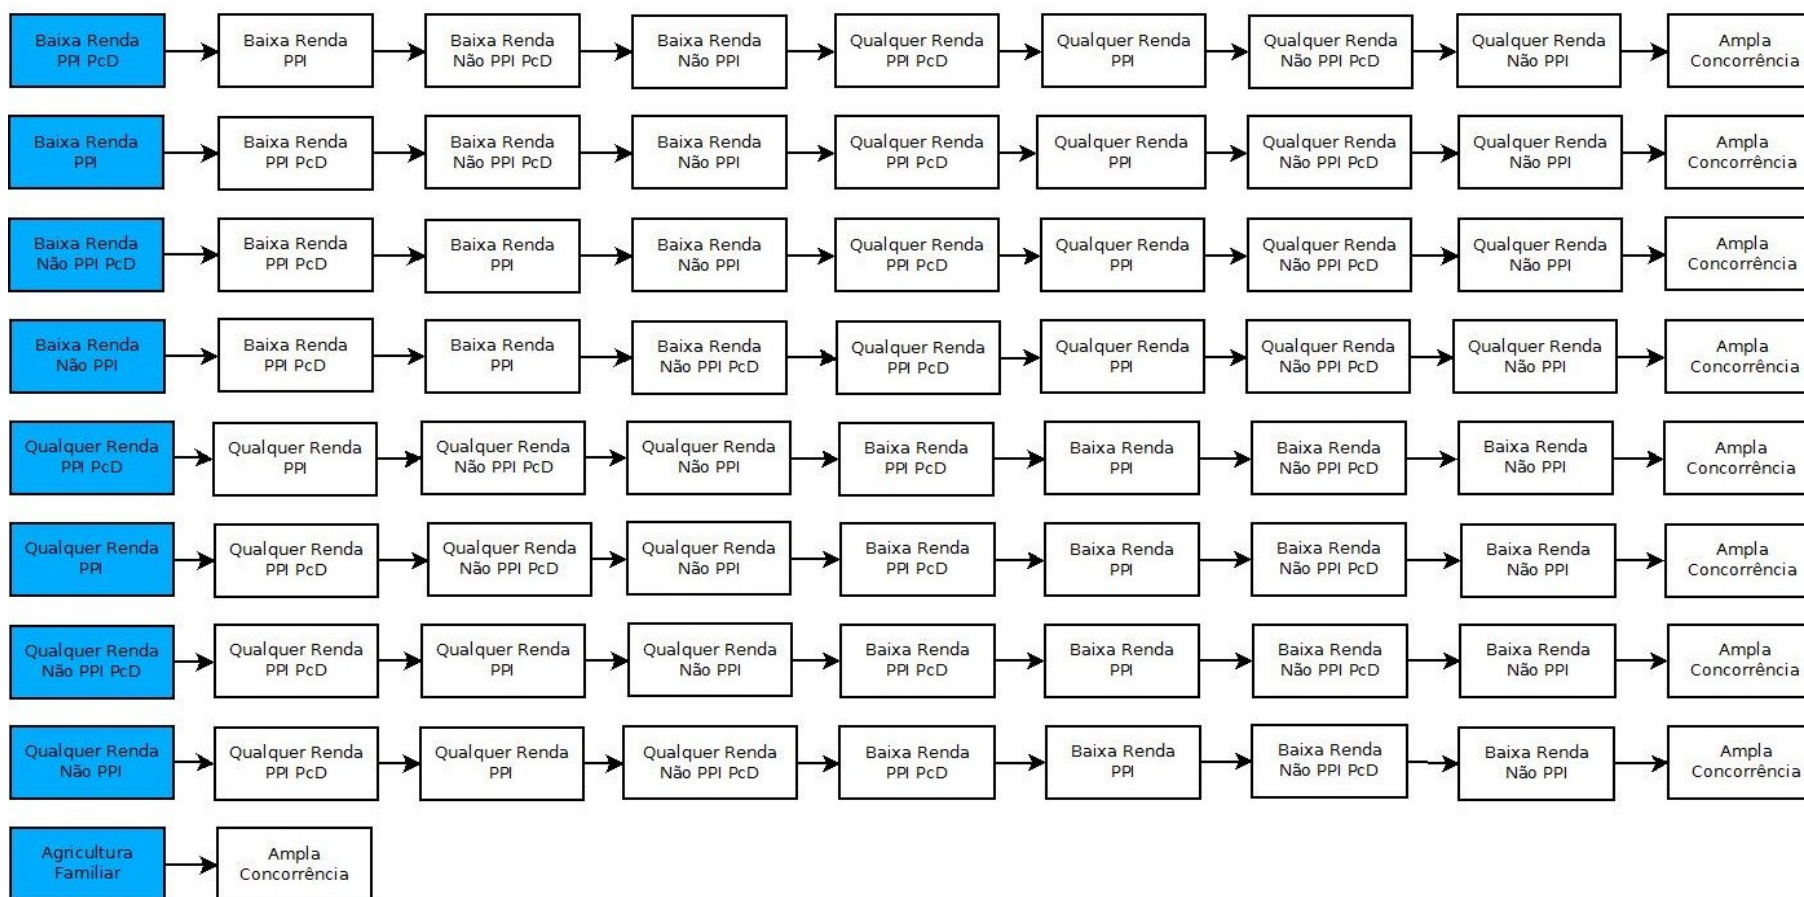 Baixa Renda
PPI PcD
Baixa Renda
PPI
Baixa Renda
Não PPI PcD
Baixa Renda
Não PPI
Qualquer Renda
PPI PcD
Qualquer Renda
PPI
Qualquer Renda
Não PPI PcD
Qualquer Renda
Não PPI
Ampla
Concorrência
Baixa Renda
PPI
Baixa Renda
PPI PcD
Baixa Renda
Não PPI PcD
Baixa Renda
Não PPI
Qualquer Renda
PPI PcD
Qualquer Renda
PPI
Qualquer Renda
Não PPI PcD
Qualquer Renda
Não PPI
Ampla
Concorrência
Baixa Renda
Não PPI PcD
Baixa Renda
PPI PcD
Baixa Renda
PPI
Baixa Renda
Não PPI
Qualquer Renda
PPI PcD
Qualquer Renda
PPI
Qualquer Renda
Não PPI PcD
Qualquer Renda
Não PPI
Ampla
Concorrência
Baixa Renda
Não PPI
Baixa Renda
PPI PcD
Baixa Renda
PPI
Baixa Renda
Não PPI PcD
Qualquer Renda
PPI PcD
Qualquer Renda
PPI
Qualquer Renda
Não PPI PcD
Qualquer Renda
Não PPI
Ampla
Concorrência
Qualquer Renda
PPI PcD
Qualquer Renda
PPI
Qualquer Renda
Não PPI PcD
Qualquer Renda
Não PPI
Baixa Renda
PPI PcD
Baixa Renda
PPI
Baixa Renda
Não PPI PcD
Baixa Renda
Não PPI
Ampla
Concorrência
Qualquer Renda
PPI
Qualquer Renda
PPI PcD
Qualquer Renda
Não PPI PcD
Qualquer Renda
Não PPI
Baixa Renda
PPI PcD
Baixa Renda
PPI
Baixa Renda
Não PPI PcD
Baixa Renda
Não PPI
Ampla
Concorrência
Qualquer Renda
Não PPI PcD
Qualquer Renda
PPI PcD
Qualquer Renda
PPI
Qualquer Renda
Não PPI
Baixa Renda
PPI PcD
Baixa Renda
PPI
Baixa Renda
Não PPI PcD
Baixa Renda
Não PPI
Ampla
Concorrência
Qualquer Renda
Não PPI
Qualquer Renda
PPI PcD
Qualquer Renda
PPI
Qualquer Renda
Não PPI PcD
Baixa Renda
PPI PcD
Baixa Renda
PPI
Baixa Renda
Não PPI PcD
Baixa Renda
Não PPI
Ampla
Concorrência
Agricultura
Familiar
Ampla
Concorrência